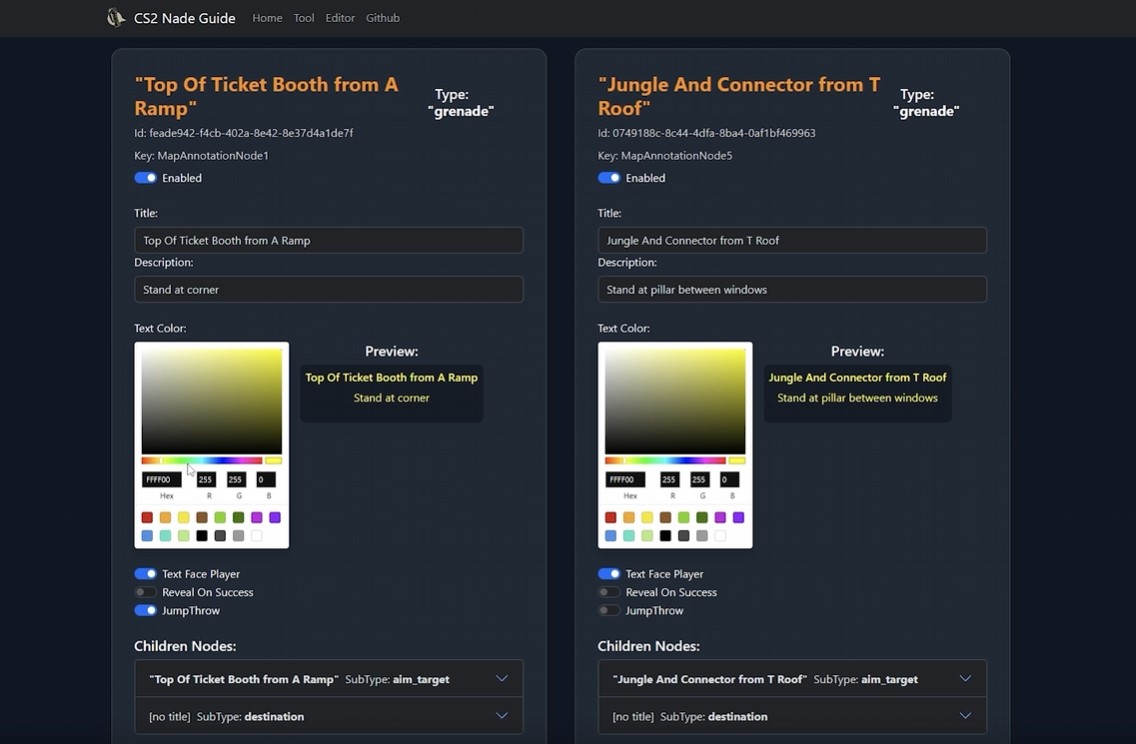 CS2 Nade Guide Home Tool Editor Github
"Top Of Ticket Booth from A
Ramp"
Type:
"grenade"
Id: feade942-f4cb-402a-8e42-8e37d4a1de7f
Key: MapAnnotationNode1
Enabled
Title:
Top Of Ticket Booth from A Ramp
Description:
Stand at corner
Text Color:
Preview:
Top Of Ticket Booth from A Ramp
Stand at corner
FFFF00 255 255 0
Hex R G B
Text Face Player
Reveal On Success
JumpThrow
Children Nodes:
"Top Of Ticket Booth from A Ramp" SubType: aim_target
[no title] SubType: destination
"Jungle And Connector from T
Roof"
Type:
"grenade"
Id: 0749188c-8c44-4dfa-8ba4-0af1bf469963
Key: MapAnnotationNode5
Enabled
Title:
Jungle And Connector from T Roof
Description:
Stand at pillar between windows
Text Color:
Preview:
Jungle And Connector from T Roof
Stand at pillar between windows
FFFF00 255 255 0
Hex R G B
Text Face Player
Reveal On Success
JumpThrow
Children Nodes:
"Jungle And Connector from T Roof" SubType: aim_target
[no title] SubType: destination